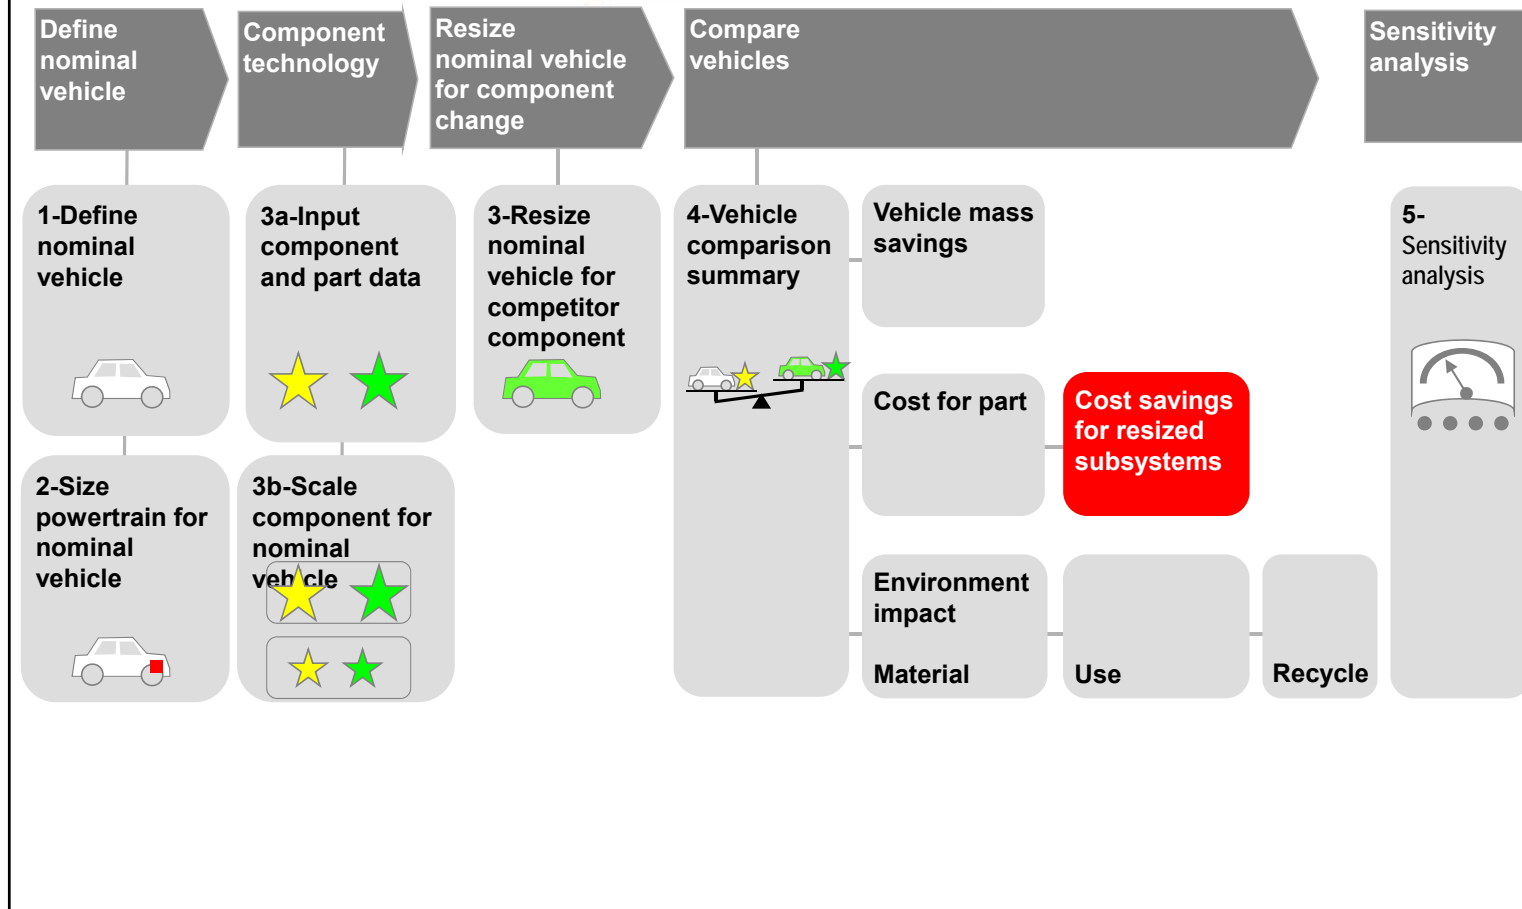 Define
nominal
vehicle
Component
technology
Resize
nominal vehicle
for component
change
Compare
vehicles
Sensitivity
analysis
1-Define
nominal
vehicle
3a-Input
component
and part data
3-Resize
nominal
vehicle for
competitor
component
4-Vehicle
comparison
summary
Vehicle mass
savings
5-
Sensitivity
analysis
Cost for part
Cost savings
for resized
subsystems
2-Size
powertrain for
nominal
vehicle
3b-Scale
component for
nominal
vehicle
Environment
impact
Material
Use
Recycle